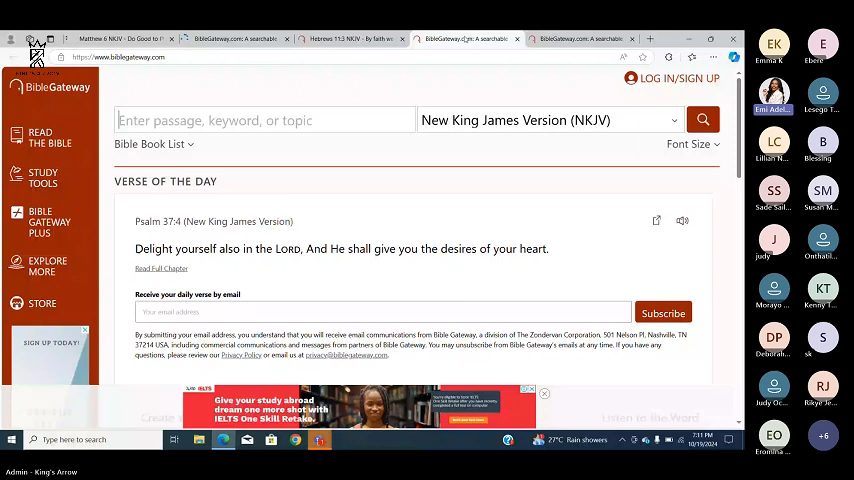 Matthew 6 NKJV - Do Good to Pl
BibleGateway.com: A searchable
Hebrews 11:3 NKJV - By faith we
BibleGateway.com: A searchable
BibleGateway.com: A searchable
https://www.biblegateway.com
BibleGateway
LOG IN/SIGN UP
Enter passage, keyword, or topic
New King James Version (NKJV)
Bible Book List
Font Size
READ
THE BIBLE
STUDY
TOOLS
BIBLE
GATEWAY
PLUS
EXPLORE
MORE
STORE
SIGN UP TODAY!
VERSE OF THE DAY
Psalm 37:4 (New King James Version)
Delight yourself also in the LORD, And He shall give you the desires of your heart.
Read Full Chapter
Receive your daily verse by email
Your email address
Subscribe
By submitting your email address, you understand that you will receive email communications from Bible Gateway, a division of The Zondervan Corporation, 501 Nelson Pl, Nashville, TN
37214 USA, including commercial communications and messages from partners of Bible Gateway. You may unsubscribe from Bible Gateway's emails at any time. If you have any
questions, please review our Privacy Policy or email us at privacy@biblegateway.com.
IELTS
Give your study abroad
dream one more shot with
IELTS One Skill Retake.
Listen to the Word
Type here to search
27°C Rain showers
7:11 PM
10/19/2024
Admin - King's Arrow
EK
Emma K
E
Ebere
Emi Adel...
Lesego T...
LC
Lillian N...
B
Blessing
SS
Sade Sail...
SM
Susan M...
J
judy
Onthatil...
Morayo ...
KT
Kenny T...
DP
Deborah...
S
sk
Judy Oc...
RJ
Rikye Je...
EO
Eromina ...
+6